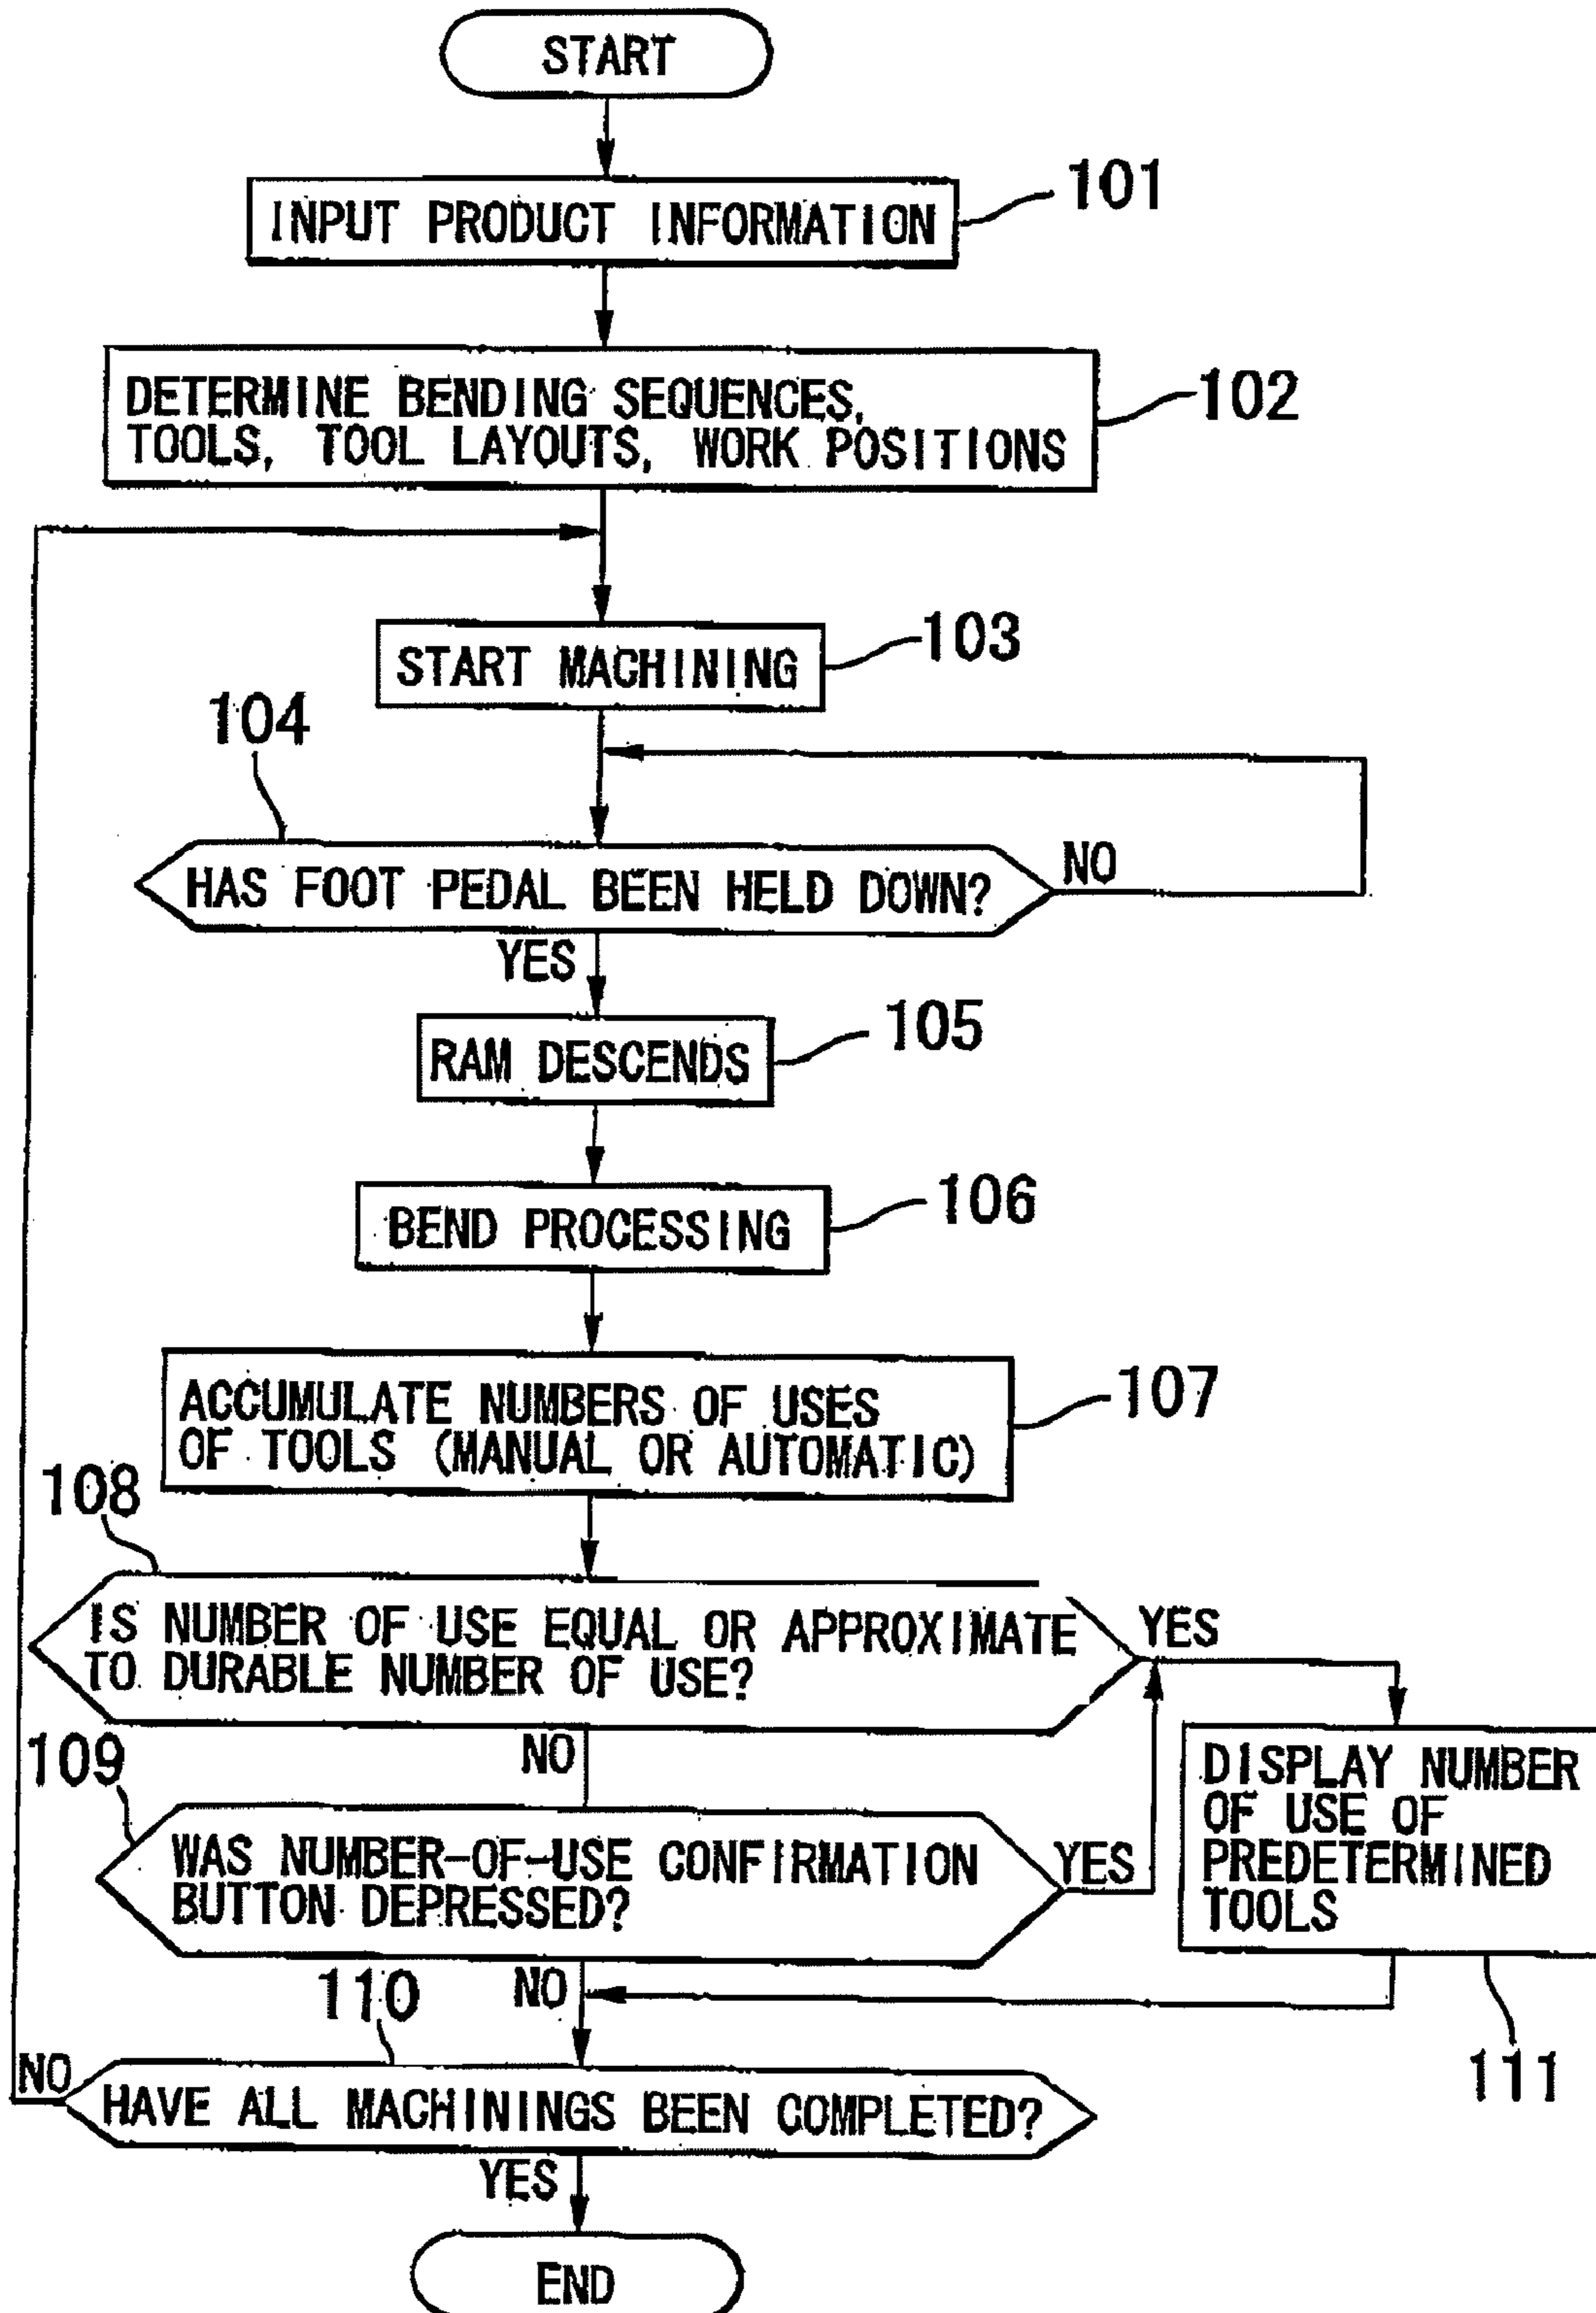 START
INPUT PRODUCT INFORMATION
101
DETERMINE BENDING SEQUENCES,
TOOLS, TOOL LAYOUTS, WORK POSITIONS
102
START MACHINING
103
104
HAS FOOT PEDAL BEEN HELD DOWN?
NO
YES
RAM DESCENDS
105
BEND PROCESSING
106
ACCUMULATE NUMBERS OF USES
OF TOOLS (MANUAL OR AUTOMATIC)
107
108
IS NUMBER OF USE EQUAL OR APPROXIMATE
TO DURABLE NUMBER OF USE?
YES
NO
109
WAS NUMBER-OF-USE CONFIRMATION
BUTTON DEPRESSED?
YES
DISPLAY NUMBER
OF USE OF
PREDETERMINED
TOOLS
111
NO
110
HAVE ALL MACHININGS BEEN COMPLETED?
NO
YES
END